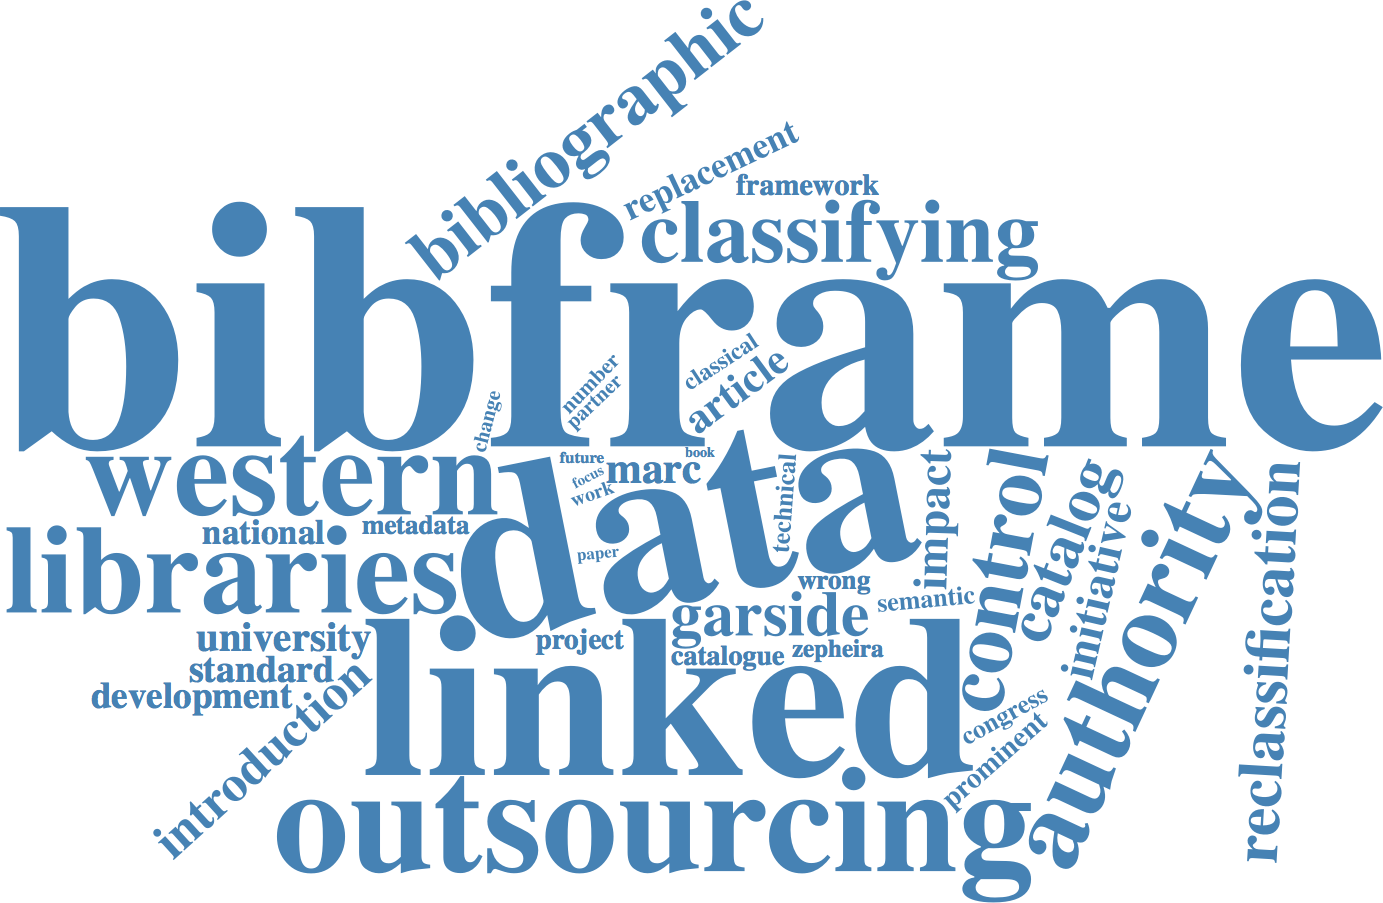 bibliographic
replacement
framework
classifying
bibframe
classical
article
number
partner
change
western
future
focus
work
marc
book
data
technical
impact
control
catalog
initiative
authority
reclassification
national
metadata
libraries
paper
wrong
semantic
garside
university
project
catalogue
zepheira
standard
development
introduction
linked
congress
prominent
outsourcing